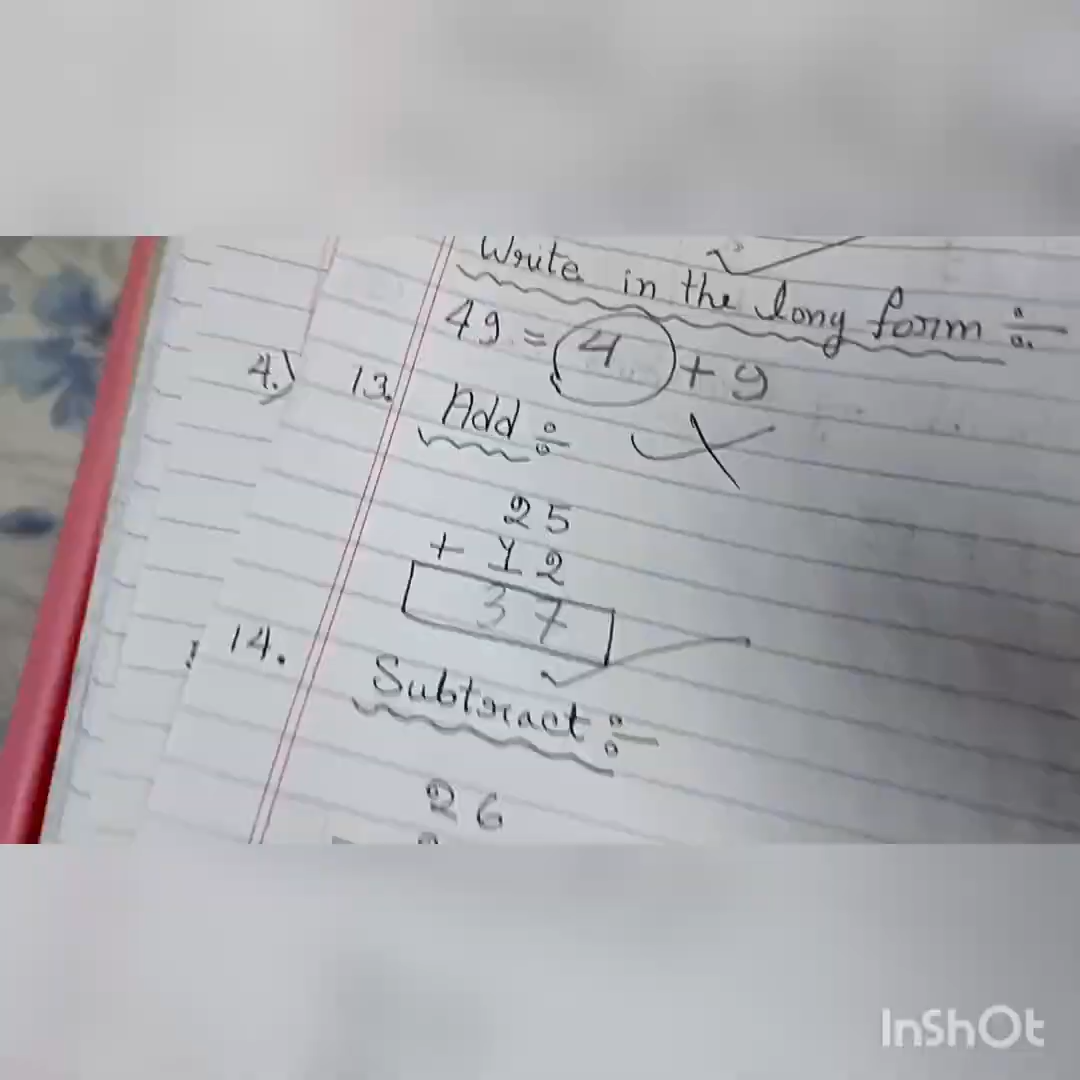 Write in the long form ÷
49 = 4 + 9
4.) 13. Add ÷
25
+ 12
37
14.
Subtract ÷
26
InShOt